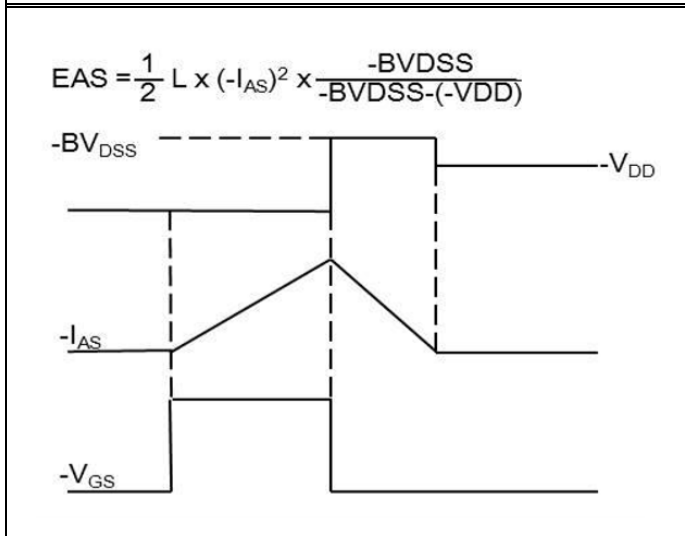 EAS = 1/2 L x (-I_AS)² x -BVDSS/-BVDSS-(-VDD)
-BV_DSS
-V_DD
-I_AS
-V_GS